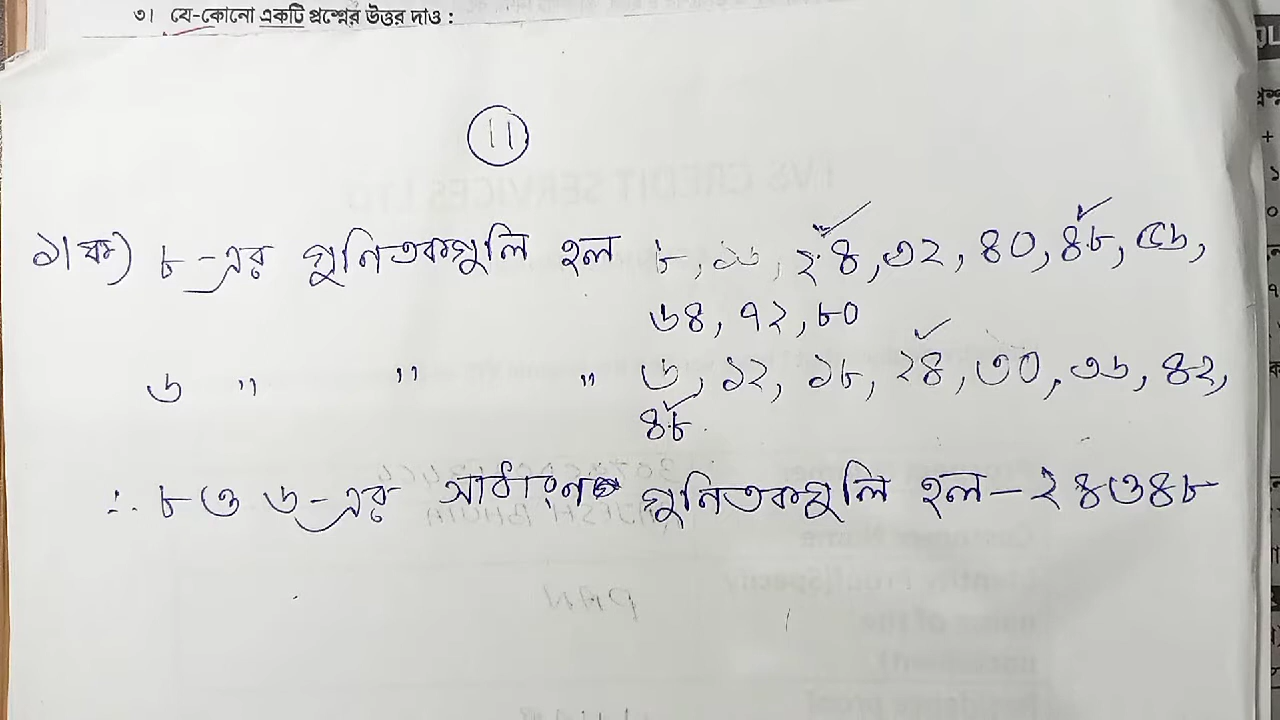 ৩। যে-কোনো একটি প্রশ্নের উত্তর দাও :
11
১।ক) ৮-এর গুনিতকগুলি হল ৮, ১৬, ২৪, ৩২, ৪০, ৪৮, ৫৬,
৬৪, ৭২, ৮০
৬ " " " ৬, ১২, ১৮, ২৪, ৩০, ৩৬, ৪২,
৪৮.
∴ ৮ ও ৬-এর সাধারণ গুনিতকগুলি হল – ২৪ও৪৮